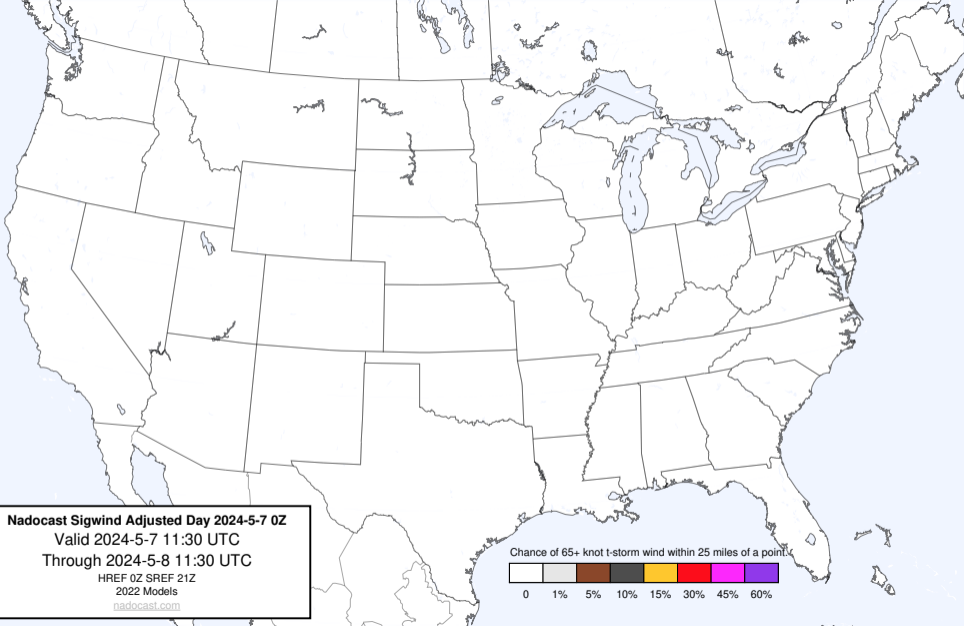 Nadocast Sigwind Adjusted Day 2024-5-7 0Z
Valid 2024-5-7 11:30 UTC
Through 2024-5-8 11:30 UTC
HREF 0Z SREF 21Z
2022 Models
nadocast.com
Chance of 65+ knot t-storm wind within 25 miles of a point.
0 1% 5% 10% 15% 30% 45% 60%